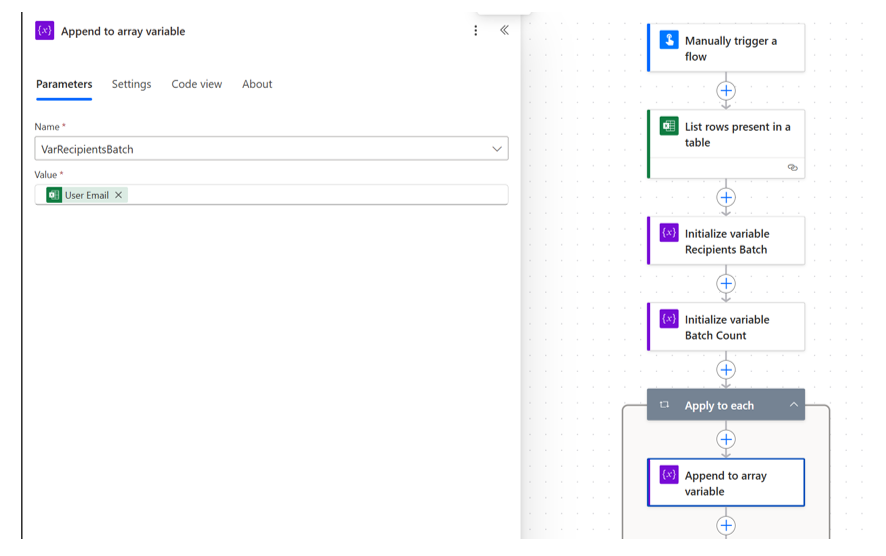 {x} Append to array variable
Parameters Settings Code view About
Name *
VarRecipientsBatch
Value *
User Email ×
Manually trigger a
flow
List rows present in a
table
{x} Initialize variable
Recipients Batch
{x} Initialize variable
Batch Count
Apply to each
{x} Append to array
variable